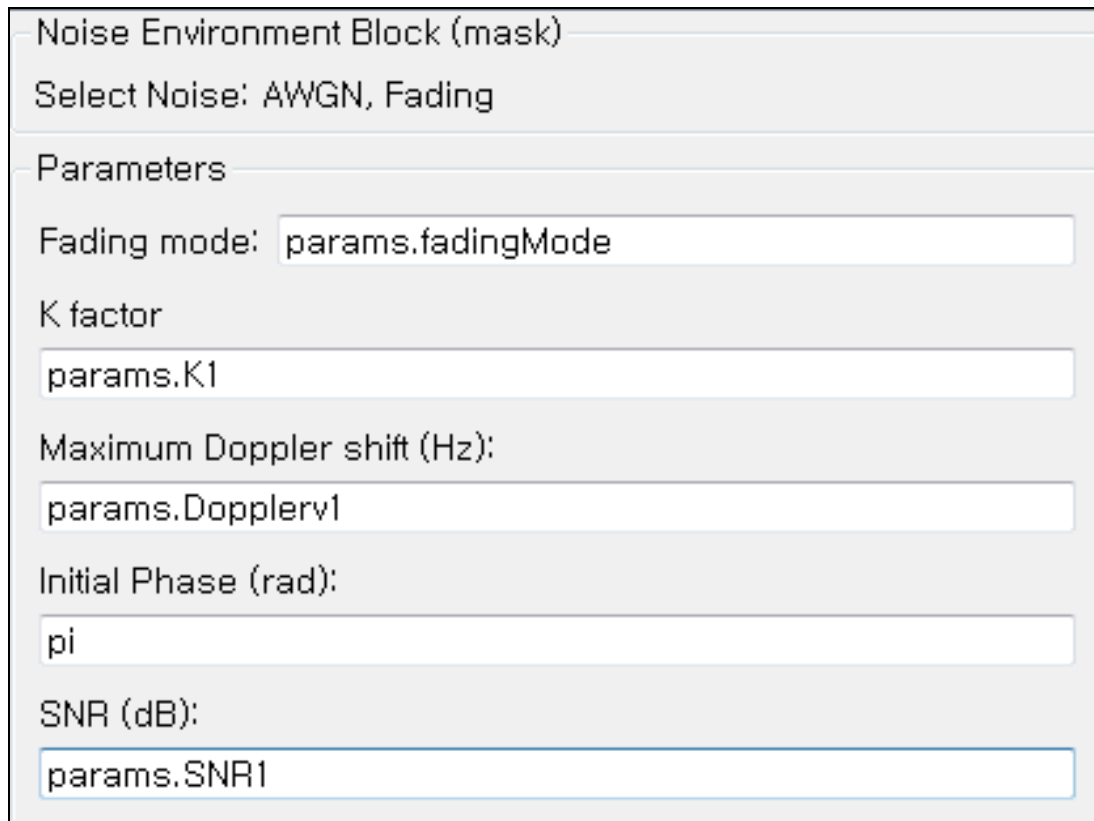 Noise Environment Block (mask)
Select Noise: AWGN, Fading
Parameters
Fading mode: params.fadingMode
K factor
params.K1
Maximum Doppler shift (Hz):
params.Dopplerv1
Initial Phase (rad):
pi
SNR (dB):
params.SNR1